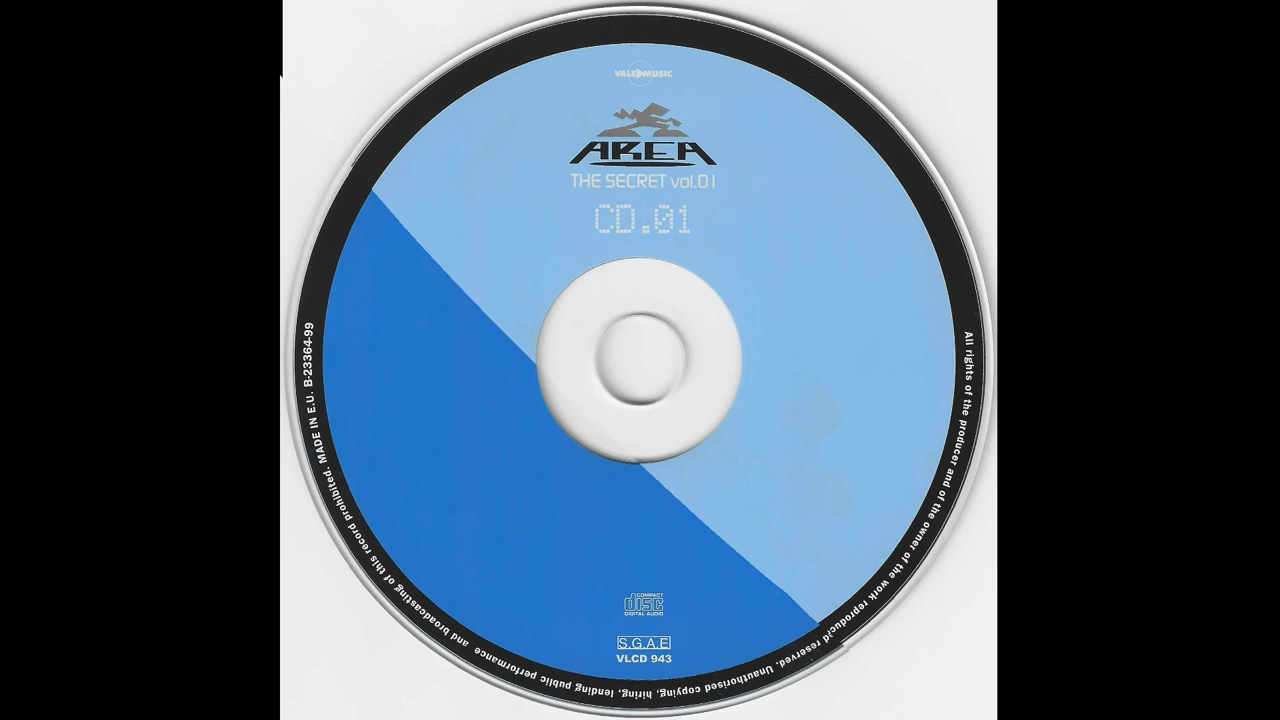 VALE MUSIC
AREA
THE SECRET vol.01
CD.01
COMPACT
disc
DIGITAL AUDIO
S.G.A.E
VLCD 943
All rights of the producer and of the owner of the work reproduc/d reserved. Unauthorised copying, hiring, lending public performance and broadcasting of this record prohibited. MADE IN E.U. B-23364-99